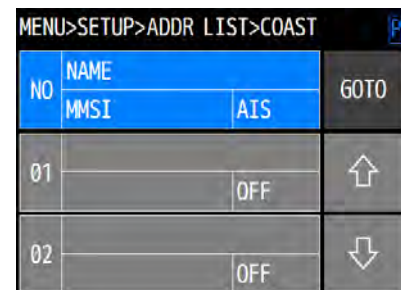 MENU>SETUP>ADDR LIST>COAST
NO NAME GOTO
MMSI AIS
01
OFF
02
OFF